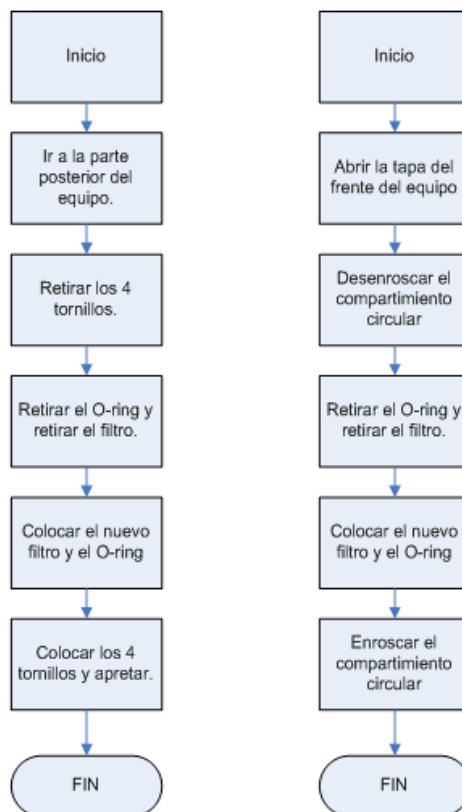 Inicio
Ir a la parte
posterior del
equipo.
Retirar los 4
tornillos.
Retirar el O-ring y
retirar el filtro.
Colocar el nuevo
filtro y el O-ring
Colocar los 4
tornillos y apretar.
FIN
Inicio
Abrir la tapa del
frente del equipo
Desenroscar el
compartimiento
circular
Retirar el O-ring y
retirar el filtro.
Colocar el nuevo
filtro y el O-ring
Enroscar el
compartimiento
circular
FIN